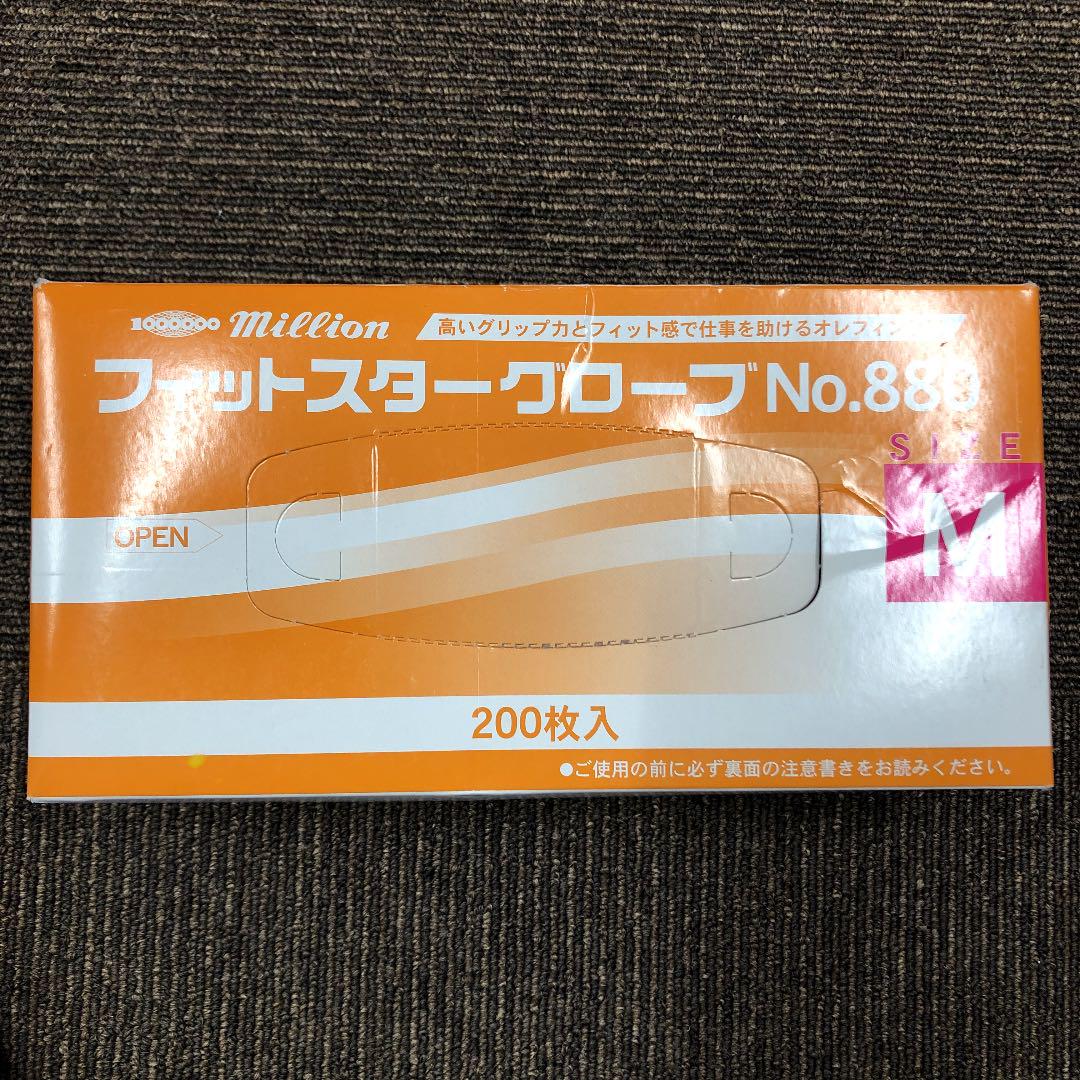 1000000 million
高いグリップ力とフィット感で仕事を助けるオレフィン
フィットスターグローブ No.880
SIZE
M
OPEN
200枚入
●ご使用の前に必ず裏面の注意書きをお読みください。